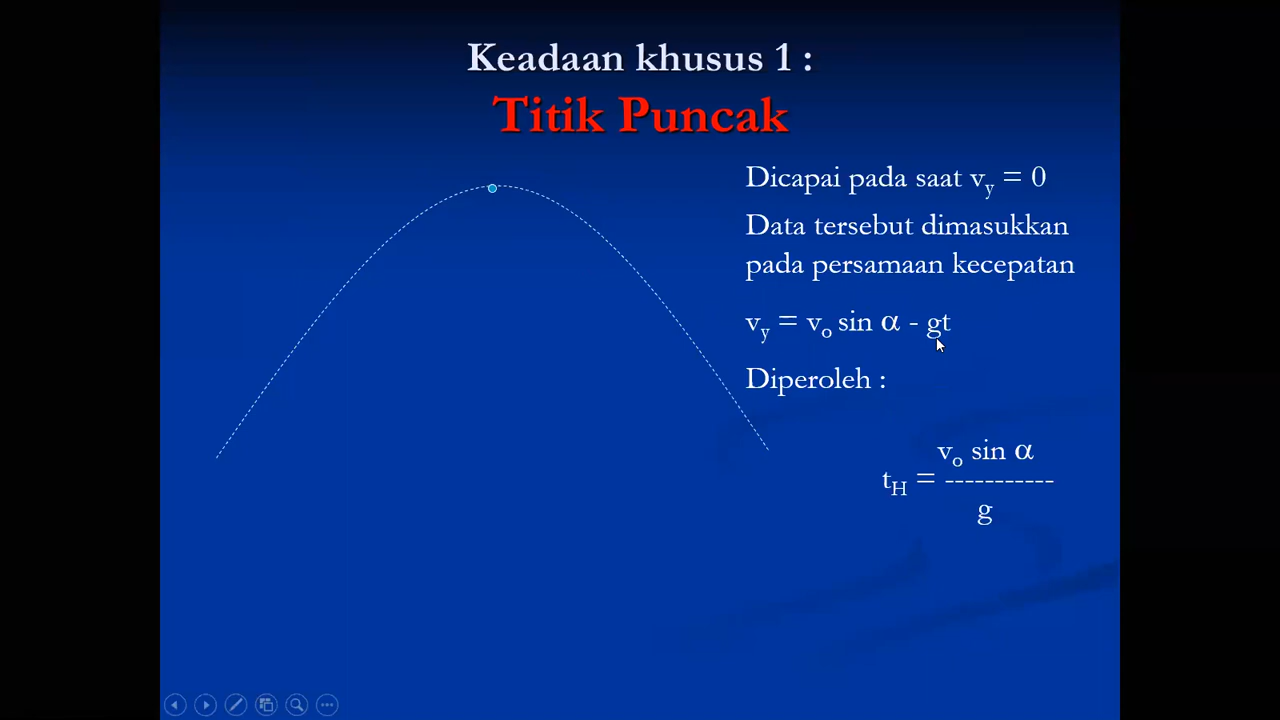 Keadaan khusus 1 :
Titik Puncak
Dicapai pada saat vy = 0
Data tersebut dimasukkan
pada persamaan kecepatan
vy = vo sin α - gt
Diperoleh :
vo sin α
tH = -----------
g